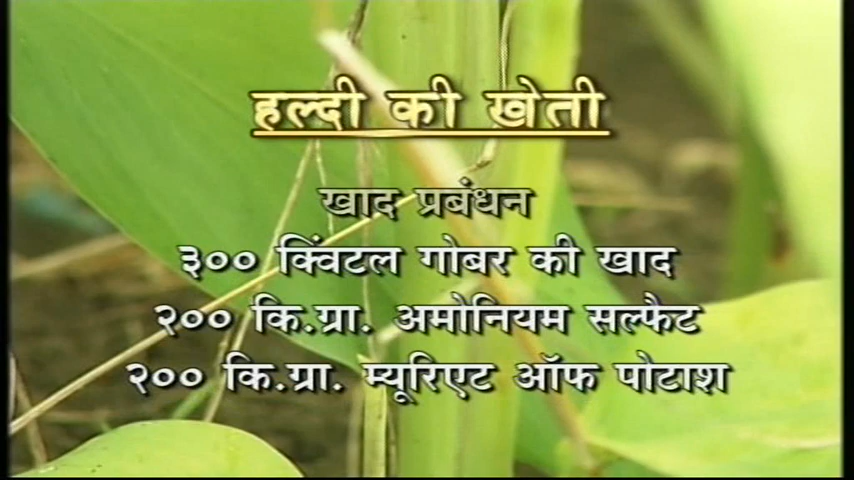 हल्दी की खेती
खाद प्रबंधन
३०० क्विंटल गोबर की खाद
२०० कि.ग्रा. अमोनियम सल्फैट
२०० कि.ग्रा. म्यूरिएट ऑफ पोटाश